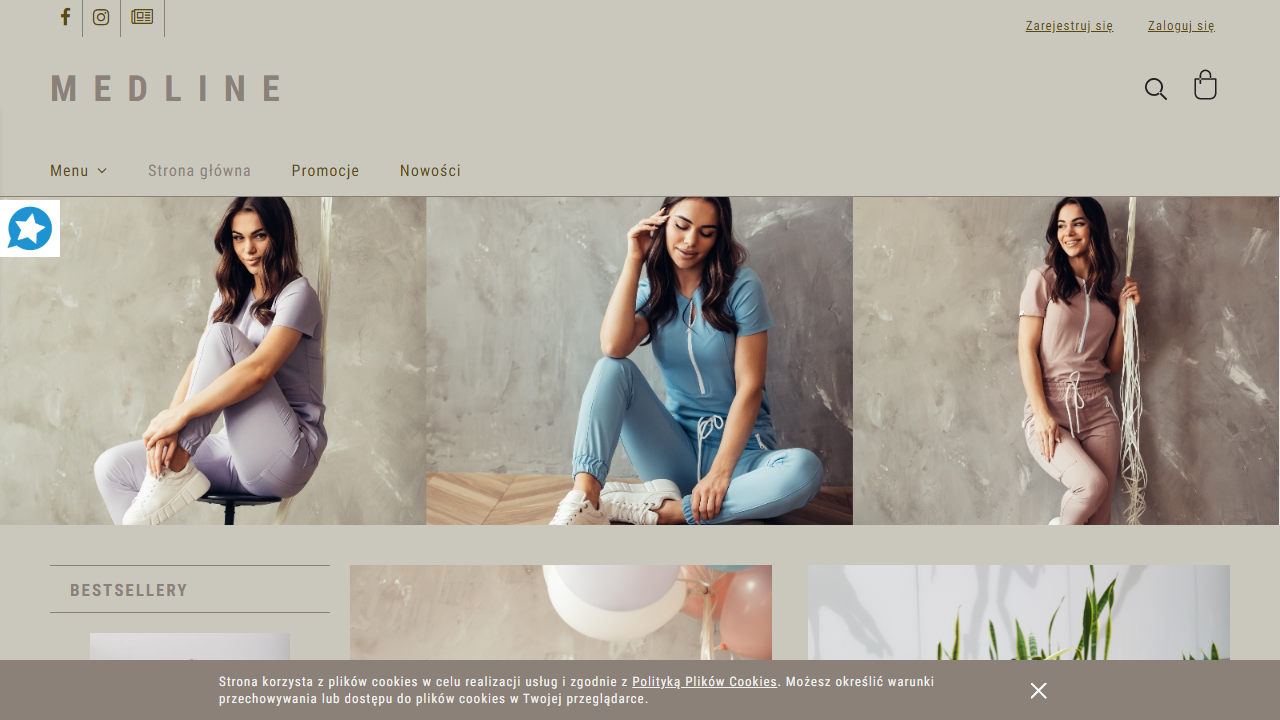 Zarejestruj się
Zaloguj się
MEDLINE
Menu
Strona główna
Promocje
Nowości
BESTSELLERY
Strona korzysta z plików cookies w celu realizacji usług i zgodnie z Polityką Plików Cookies. Możesz określić warunki
przechowywania lub dostępu do plików cookies w Twojej przeglądarce.